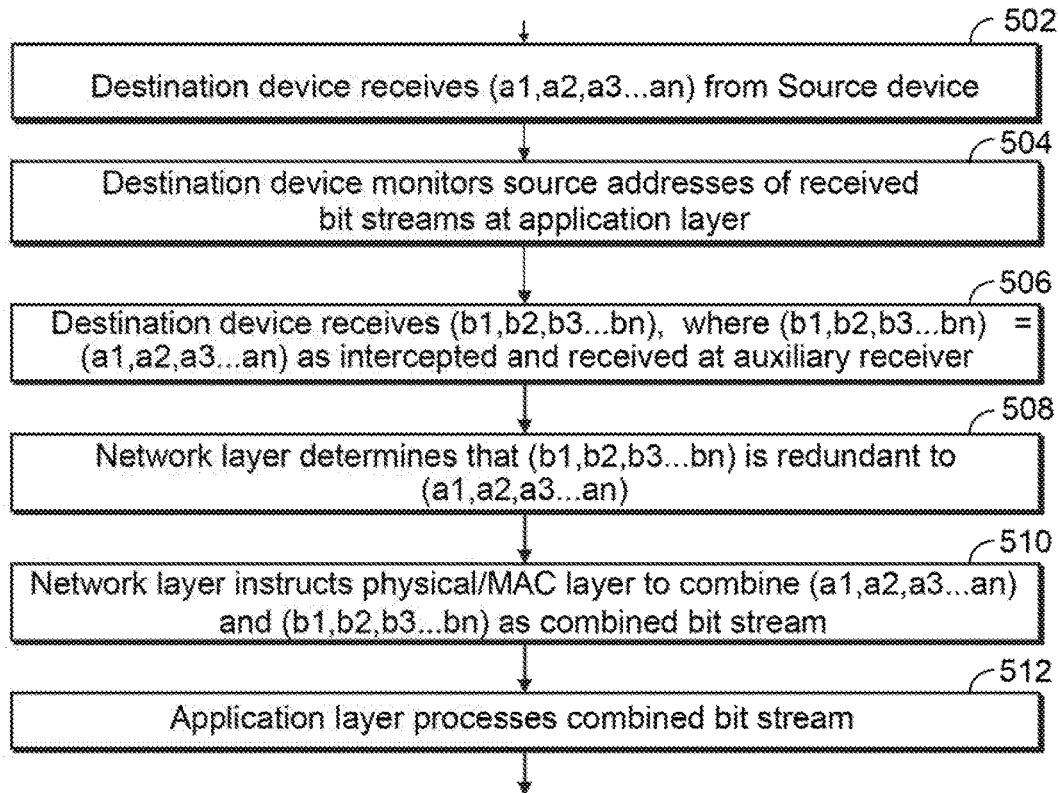 502
Destination device receives (a1,a2,a3...an) from Source device
504
Destination device monitors source addresses of received
bit streams at application layer
506
Destination device receives (b1,b2,b3...bn), where (b1,b2,b3...bn) =
(a1,a2,a3...an) as intercepted and received at auxiliary receiver
508
Network layer determines that (b1,b2,b3...bn) is redundant to
(a1,a2,a3...an)
510
Network layer instructs physical/MAC layer to combine (a1,a2,a3...an)
and (b1,b2,b3...bn) as combined bit stream
512
Application layer processes combined bit stream